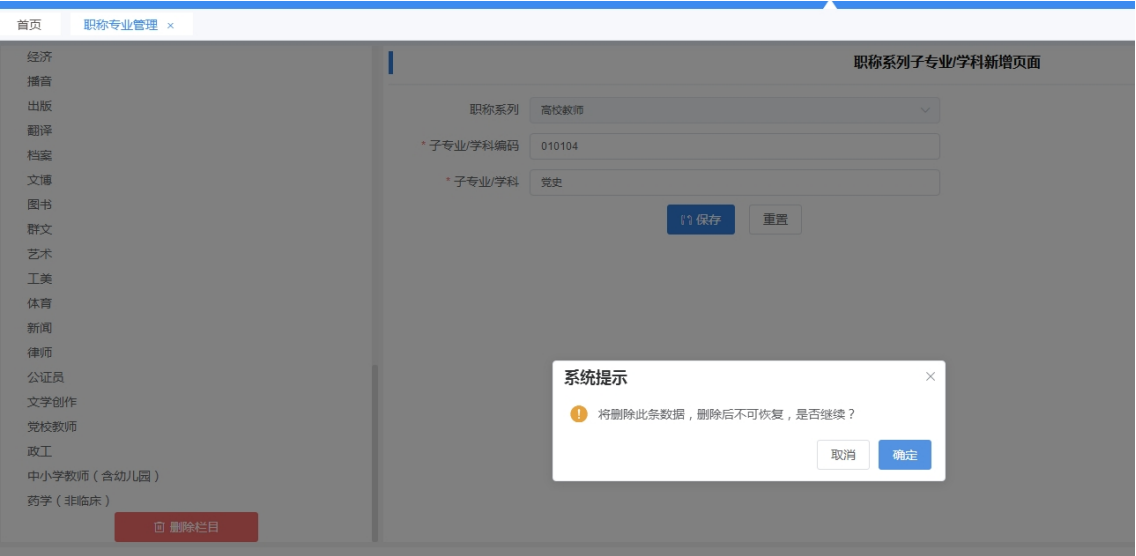 首页 职称专业管理 ×
经济
播音
出版
翻译
档案
文博
图书
群文
艺术
工美
体育
新闻
律师
公证员
文学创作
党校教师
政工
中小学教师（含幼儿园）
药学（非临床）
删除栏目
职称系列子专业/学科新增页面
职称系列 高校教师
* 子专业/学科编码 010104
* 子专业/学科 党史
保存 重置
系统提示
将删除此条数据，删除后不可恢复，是否继续？
取消 确定